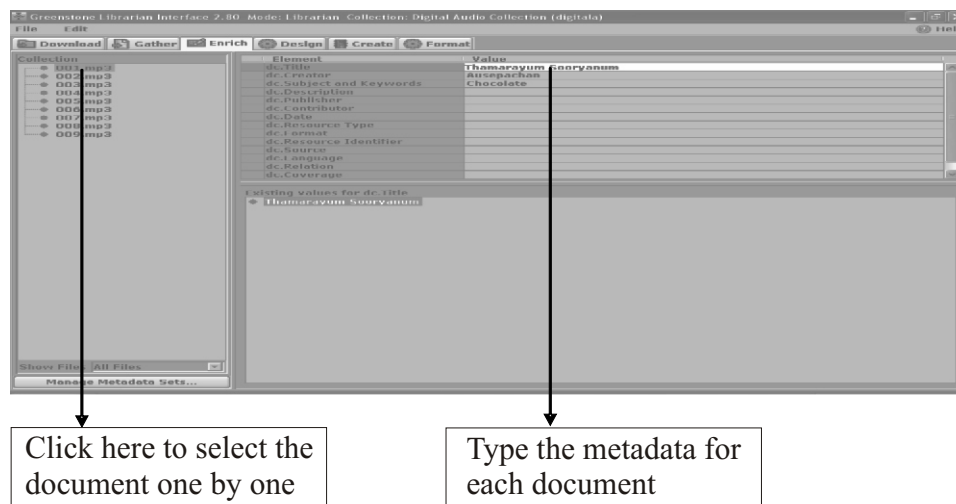 Greenstone Librarian Interface 2.80 Mode: Librarian Collection: Digital Audio Collection (digitala)
File Edit Hel
Download Gather Enrich Design Create Format
Collection
001.mp3
002.mp3
003.mp3
004.mp3
005.mp3
006.mp3
007.mp3
008.mp3
009.mp3
Show Files All Files
Manage Metadata Sets...
Element Value
dc.Title Thamarayum Sooryanum
dc.Creator Ausepachan
dc.Subject and Keywords Chocolate
dc.Description
dc.Publisher
dc.Contributor
dc.Date
dc.Resource Type
dc.Format
dc.Resource Identifier
dc.Source
dc.Language
dc.Relation
dc.Coverage
Existing values for dc.Title
Thamarayum Sooryanum
Click here to select the
document one by one
Type the metadata for
each document